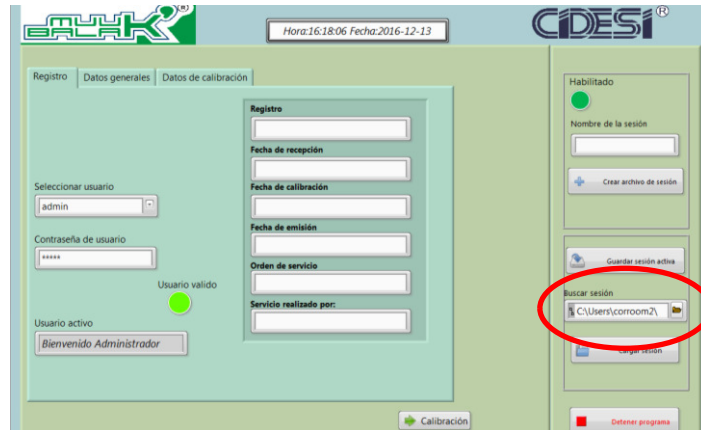 MUUK®
BALAK
Hora:16:18:06 Fecha:2016-12-13
CIDESI®
Registro
Datos generales
Datos de calibración
Seleccionar usuario
admin
Contraseña de usuario
*****
Usuario valido
Usuario activo
Bienvenido Administrador
Registro
Fecha de recepción
Fecha de calibración
Fecha de emisión
Orden de servicio
Servicio realizado por:
Calibración
Habilitado
Nombre de la sesión
Crear archivo de sesión
Guardar sesión activa
Buscar sesión
C:\Users\corroom2\
Cargar sesión
Detener programa